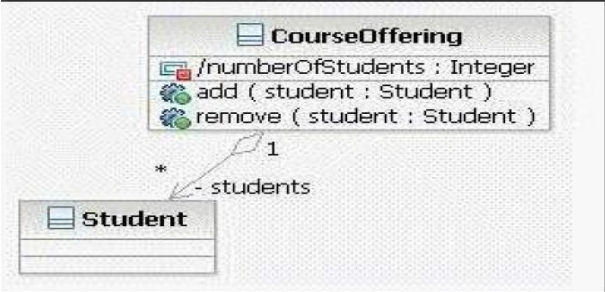 CourseOffering
/numberOfStudents : Integer
add ( student : Student )
remove ( student : Student )
1
*
- students
Student